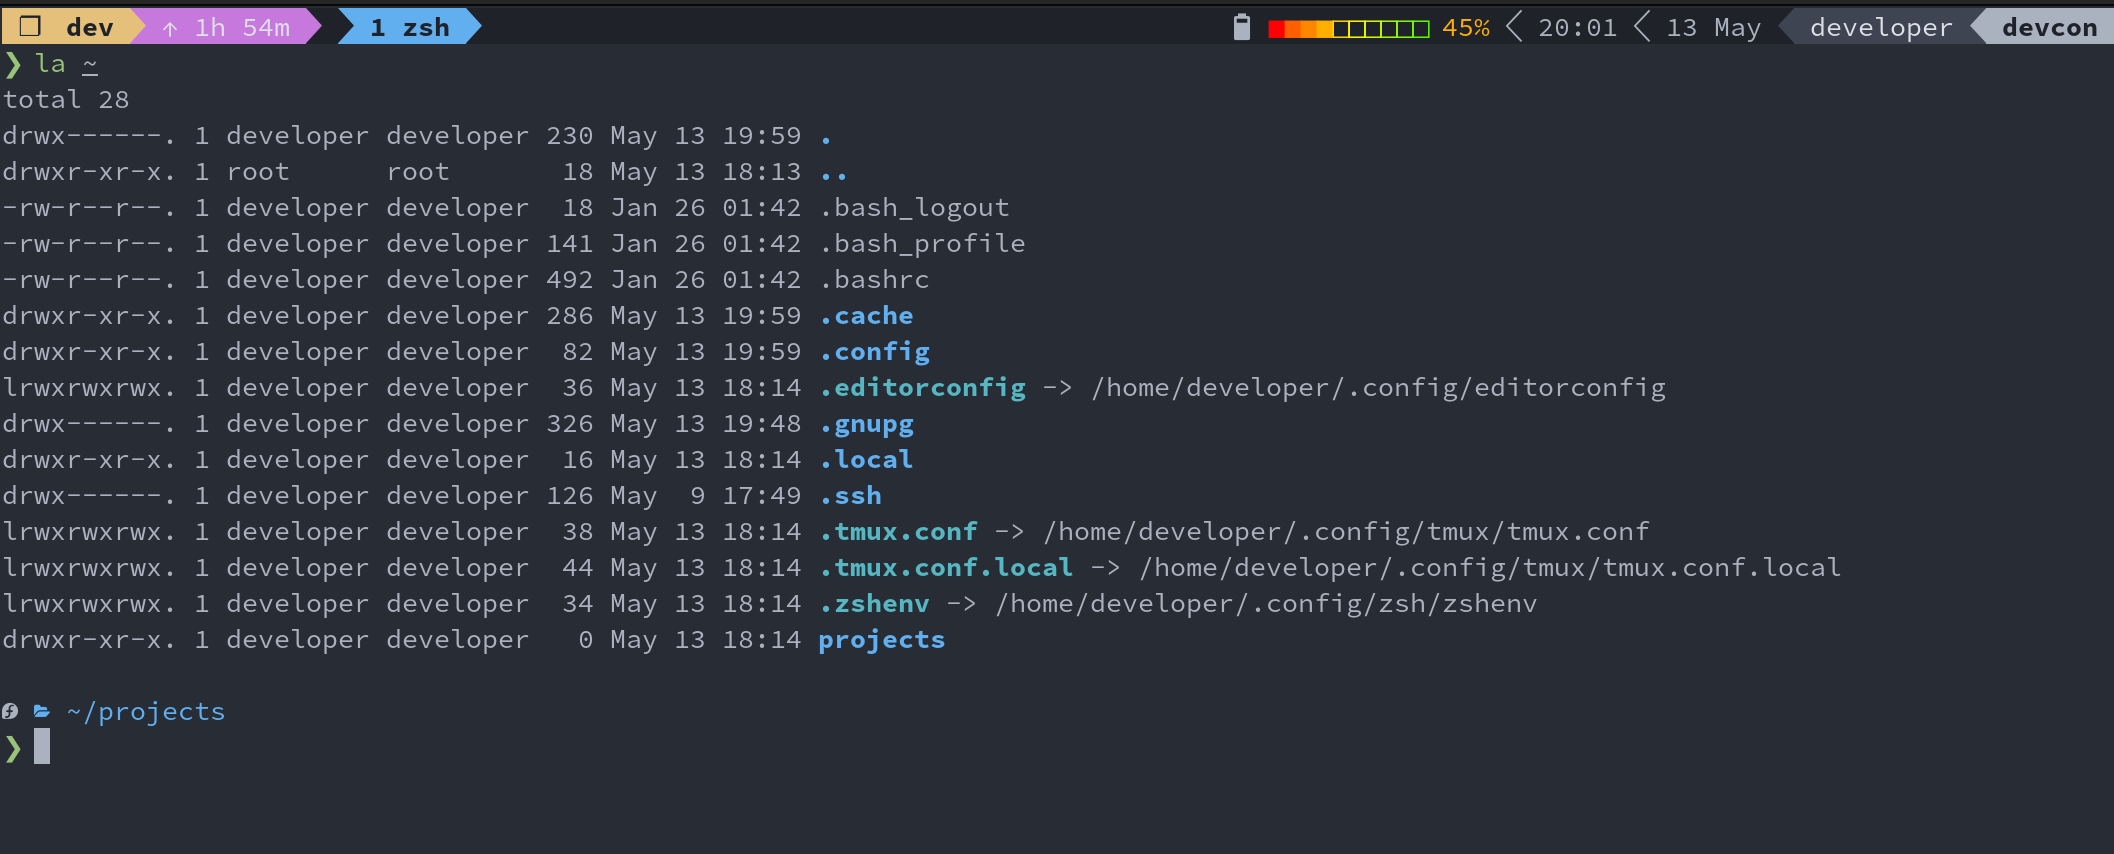 ❐ dev ↑ 1h 54m 1 zsh 45% 20:01 13 May developer devcon
❯ la ~
total 28
drwx------. 1 developer developer 230 May 13 19:59 .
drwxr-xr-x. 1 root      root       18 May 13 18:13 ..
-rw-r--r--. 1 developer developer  18 Jan 26 01:42 .bash_logout
-rw-r--r--. 1 developer developer 141 Jan 26 01:42 .bash_profile
-rw-r--r--. 1 developer developer 492 Jan 26 01:42 .bashrc
drwxr-xr-x. 1 developer developer 286 May 13 19:59 .cache
drwxr-xr-x. 1 developer developer  82 May 13 19:59 .config
lrwxrwxrwx. 1 developer developer  36 May 13 18:14 .editorconfig -> /home/developer/.config/editorconfig
drwx------. 1 developer developer 326 May 13 19:48 .gnupg
drwxr-xr-x. 1 developer developer  16 May 13 18:14 .local
drwx------. 1 developer developer 126 May  9 17:49 .ssh
lrwxrwxrwx. 1 developer developer  38 May 13 18:14 .tmux.conf -> /home/developer/.config/tmux/tmux.conf
lrwxrwxrwx. 1 developer developer  44 May 13 18:14 .tmux.conf.local -> /home/developer/.config/tmux/tmux.conf.local
lrwxrwxrwx. 1 developer developer  34 May 13 18:14 .zshenv -> /home/developer/.config/zsh/zshenv
drwxr-xr-x. 1 developer developer   0 May 13 18:14 projects
~/projects
❯